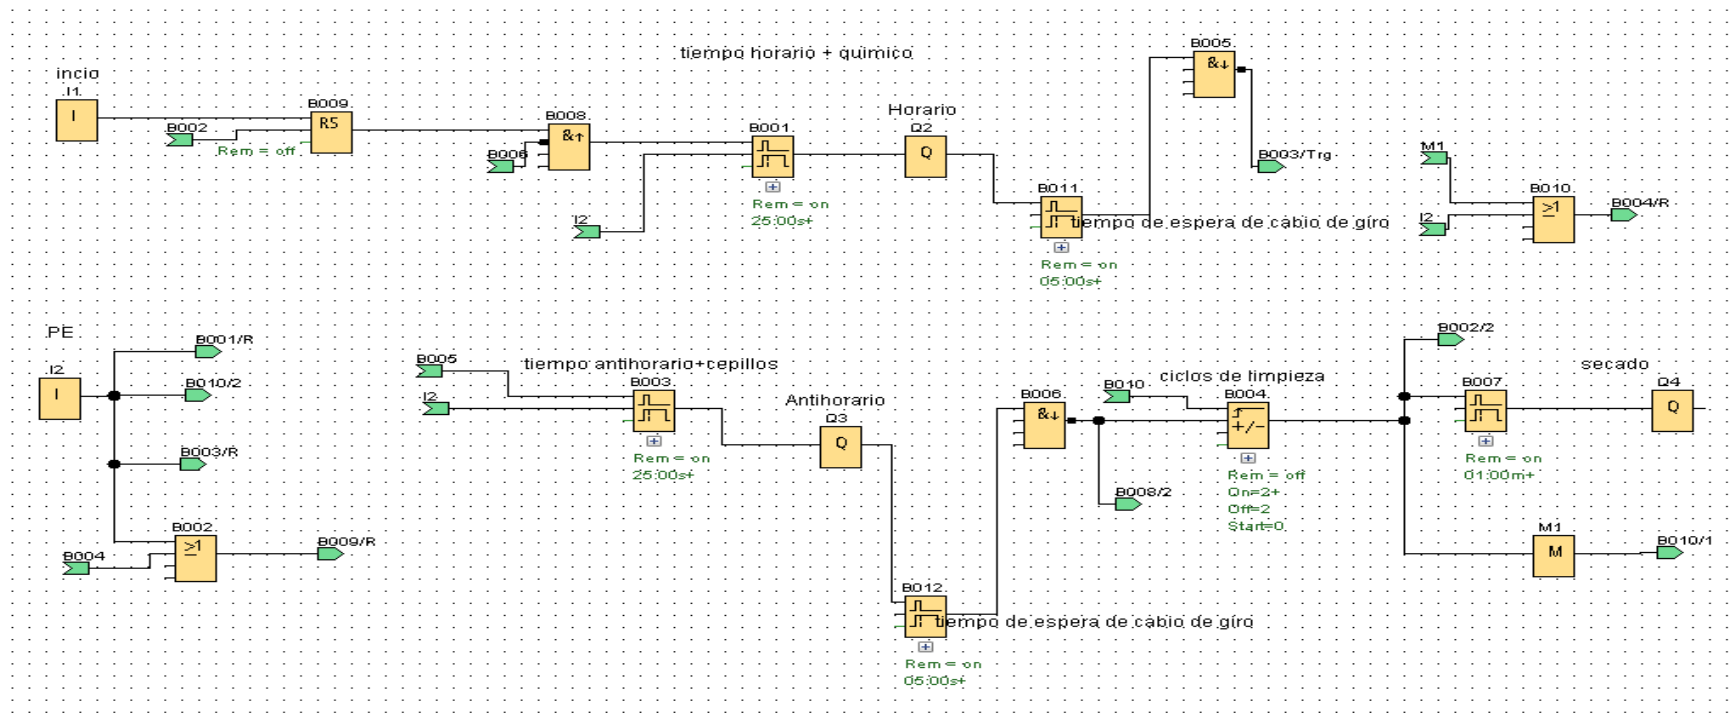 tiempo horario + quimico
B005
&↓
incio
I1
I
B009
RS
B002
Rem = off
B008
&↑
B006
B001
Rem = on
25:00s+
I2
Horario
Q2
Q
B003/Trg
B011
tiempo de espera de cabio de giro
Rem = on
05:00s+
M1
B010
≥1
I2
B004/R
PE
I2
I
B001/R
B010/2
B003/R
B002
≥1
B004
B009/R
B005
tiempo antihorario+cepillos
B003
I2
Rem = on
25:00s+
Antihorario
Q3
Q
B012
tiempo de espera de cabio de giro
Rem = on
05:00s+
B006
&↓
B008/2
B010
ciclos de limpieza
B004
+/-
Rem = off
On=2+
Off=2
Start=0
B002/2
B007
Rem = on
01:00m+
secado
Q4
Q
M1
M
B010/1